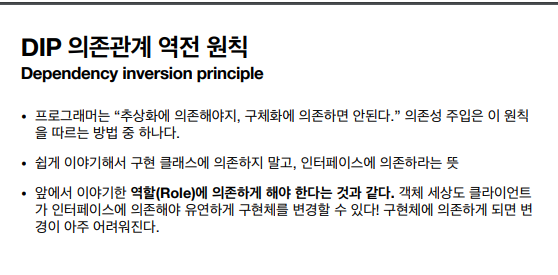 DIP 의존관계 역전 원칙
Dependency inversion principle
• 프로그래머는 “추상화에 의존해야지, 구체화에 의존하면 안된다.” 의존성 주입은 이 원칙
을 따르는 방법 중 하나다.
• 쉽게 이야기해서 구현 클래스에 의존하지 말고, 인터페이스에 의존하라는 뜻
• 앞에서 이야기한 역할(Role)에 의존하게 해야 한다는 것과 같다. 객체 세상도 클라이언트
가 인터페이스에 의존해야 유연하게 구현체를 변경할 수 있다! 구현체에 의존하게 되면 변
경이 아주 어려워진다.